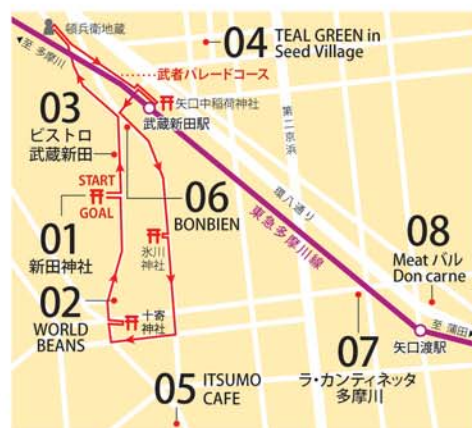 頓兵衛地蔵
至 多摩川
04 TEAL GREEN in
Seed Village
武者パレードコース
矢口中稲荷神社
武蔵新田駅
第二京浜
03
ビストロ
武蔵新田
START
GOAL
06
BONBIEN
環八通り
01
新田神社
氷川
神社
東急多摩川線
08
Meat バル
Don carne
02
WORLD
BEANS
十寄
神社
至 蒲田
矢口渡駅
07
ラ・カンティネッタ
多摩川
05 ITSUMO
CAFE